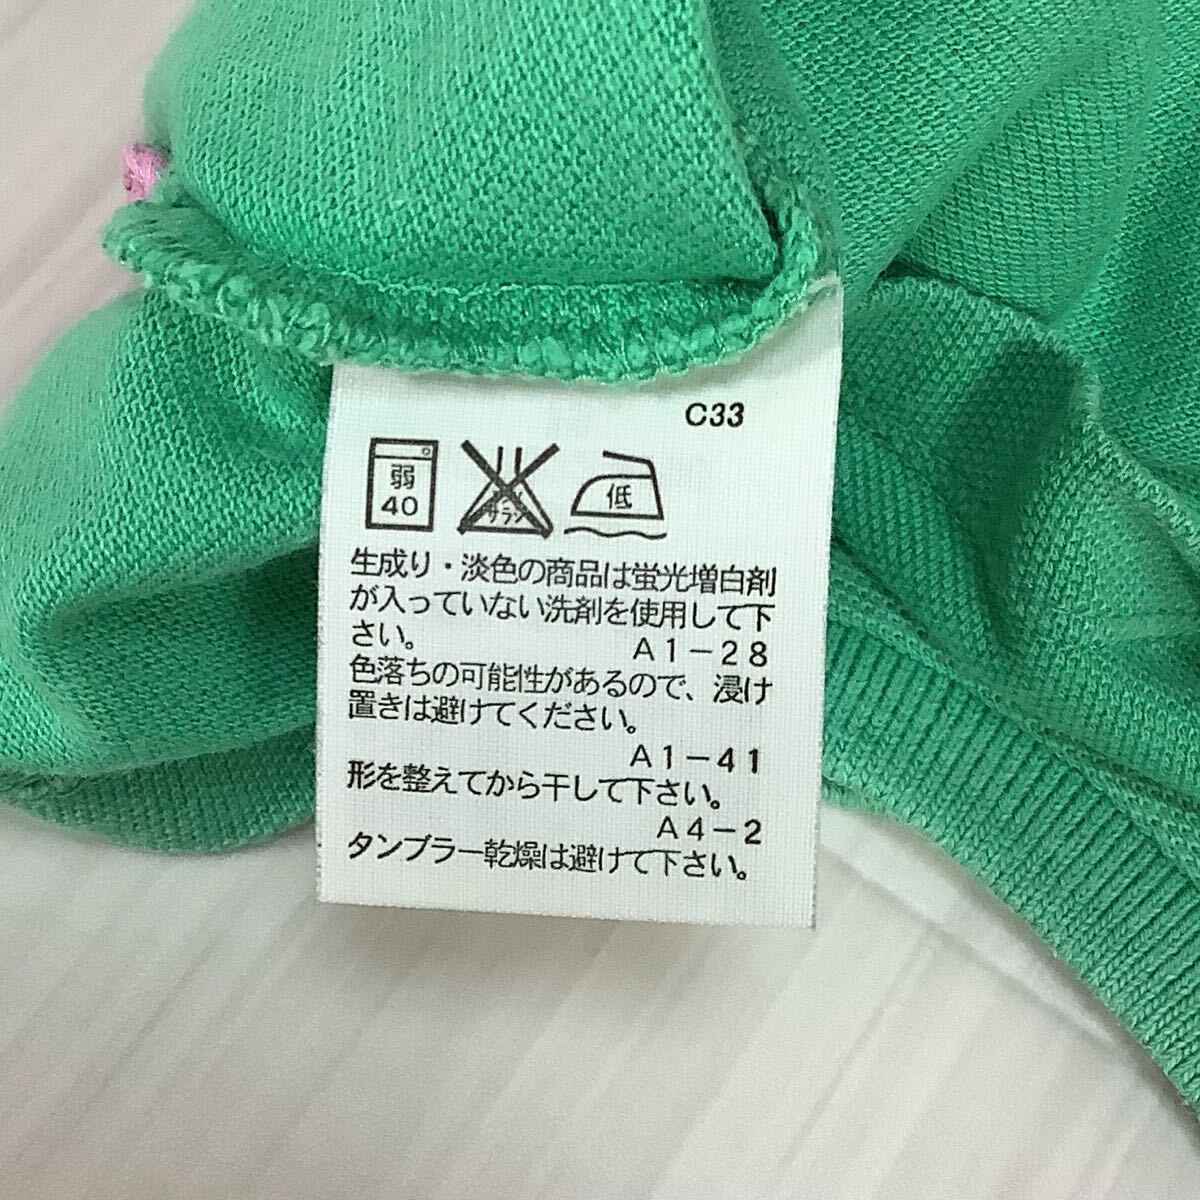 C33
弱
40
サラシ
低
生成り・淡色の商品は蛍光増白剤
が入っていない洗剤を使用して下
さい。 A1-28
色落ちの可能性があるので、浸け
置きは避けてください。
A1-41
形を整えてから干して下さい。
A4-2
タンブラー乾燥は避けて下さい。